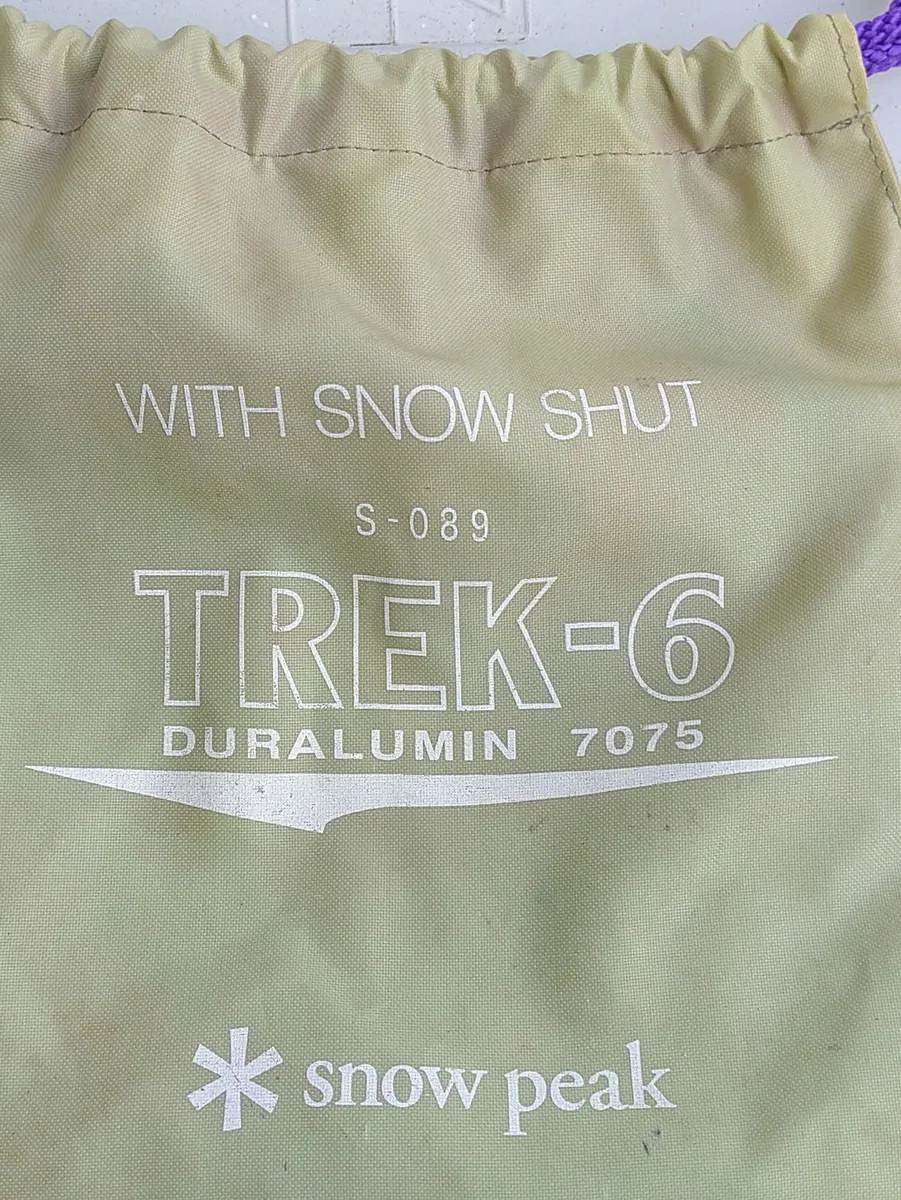 WITH SNOW SHUT
S-089
TREK-6
DURALUMIN 7075
snow peak